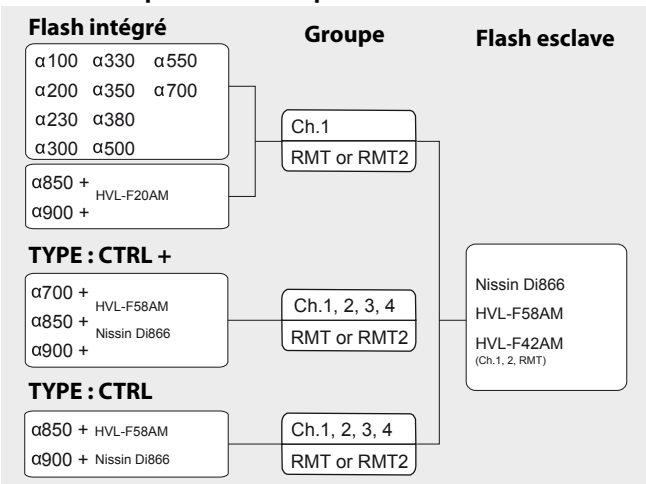 Flash intégré
Groupe
Flash esclave
α100 α330 α550
α200 α350 α700
α230 α380
α300 α500
Ch.1
RMT or RMT2
α850 +
HVL-F20AM
α900 +
TYPE : CTRL +
α700 +
HVL-F58AM
α850 +
Nissin Di866
α900 +
Ch.1, 2, 3, 4
RMT or RMT2
Nissin Di866
HVL-F58AM
HVL-F42AM
(Ch.1, 2, RMT)
TYPE : CTRL
α850 + HVL-F58AM
α900 + Nissin Di866
Ch.1, 2, 3, 4
RMT or RMT2